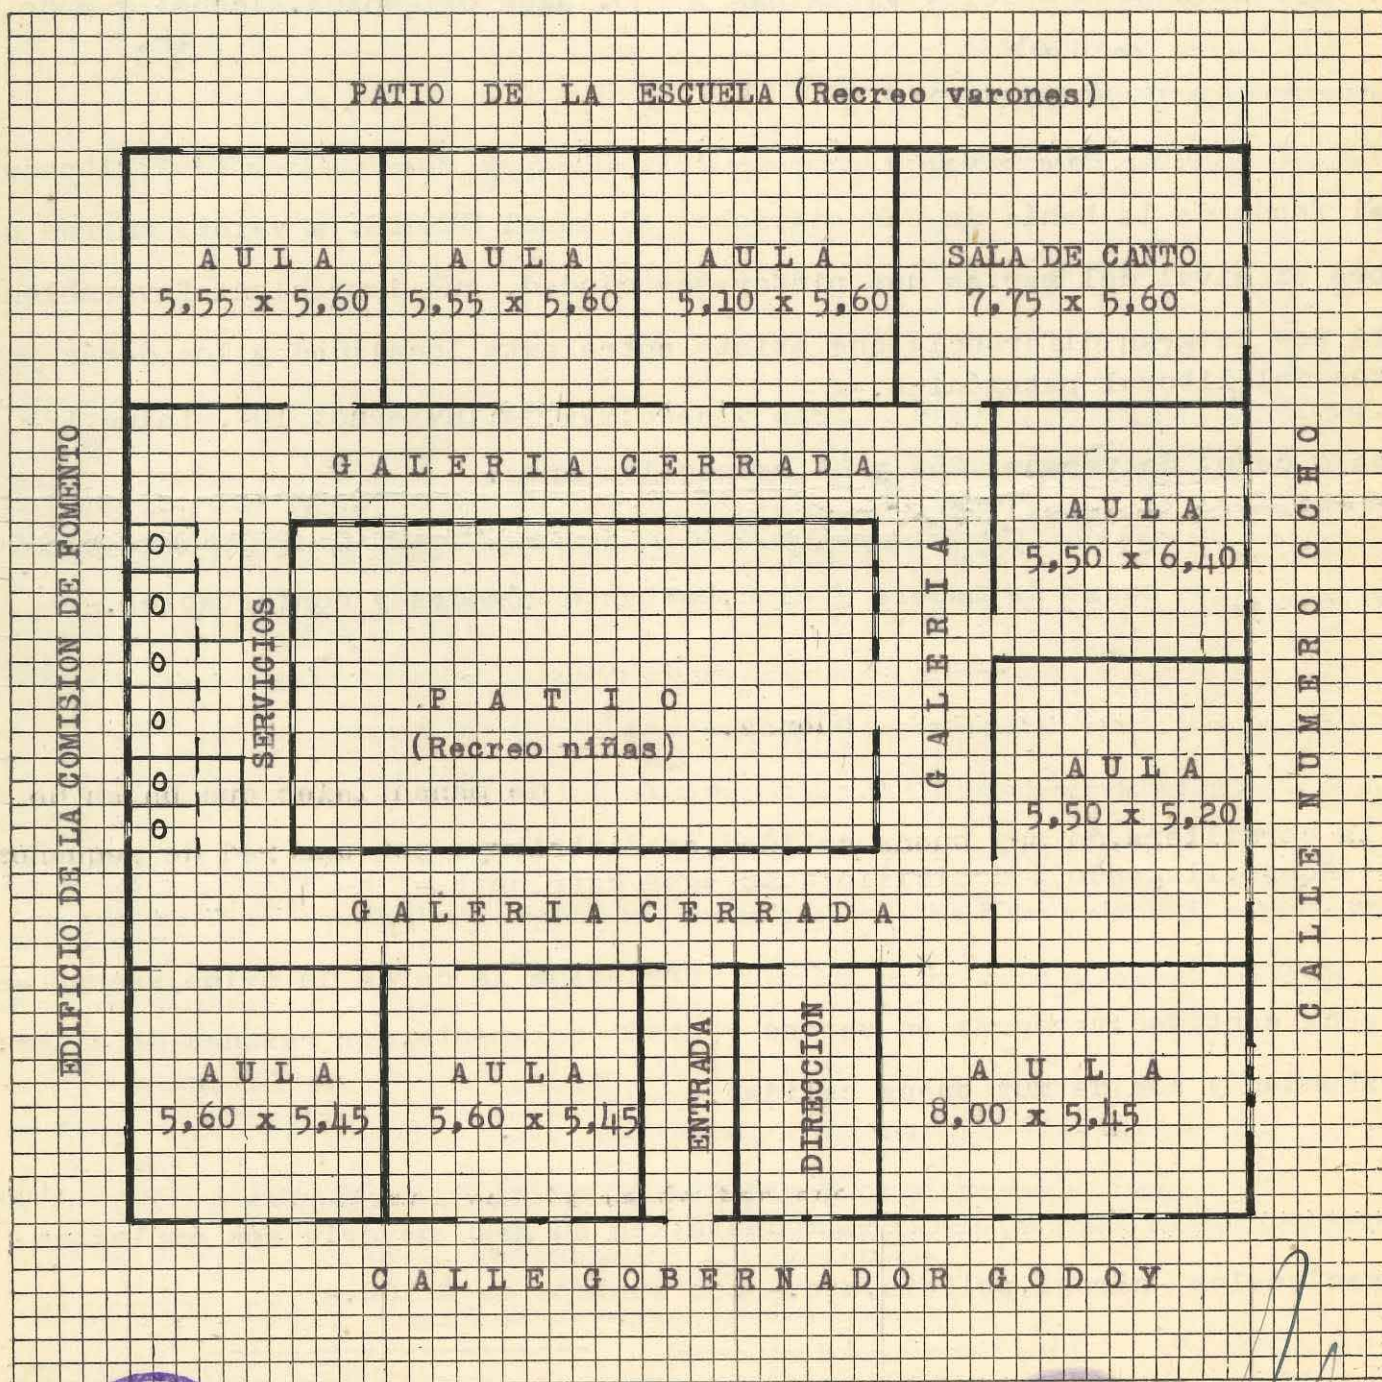 PATIO DE LA ESCUELA (Recreo varones)
AULA
5,55 x 5,60
AULA
5,55 x 5,60
AULA
5,10 x 5,60
SALA DE CANTO
7,75 x 5,60
GALERIA CERRADA
AULA
5,50 x 6,40
EDIFICIO DE LA COMISION DE FOMENTO
O
O
O
O
O
O
SERVICIOS
PATIO
(Recreo niñas)
GALERIA
CALLE NUMERO OCHO
AULA
5,50 x 5,20
GALERIA CERRADA
AULA
5,60 x 5,45
AULA
5,60 x 5,45
ENTRADA
DIRECCION
AULA
8,00 x 5,45
CALLE GOBERNADOR GODOY